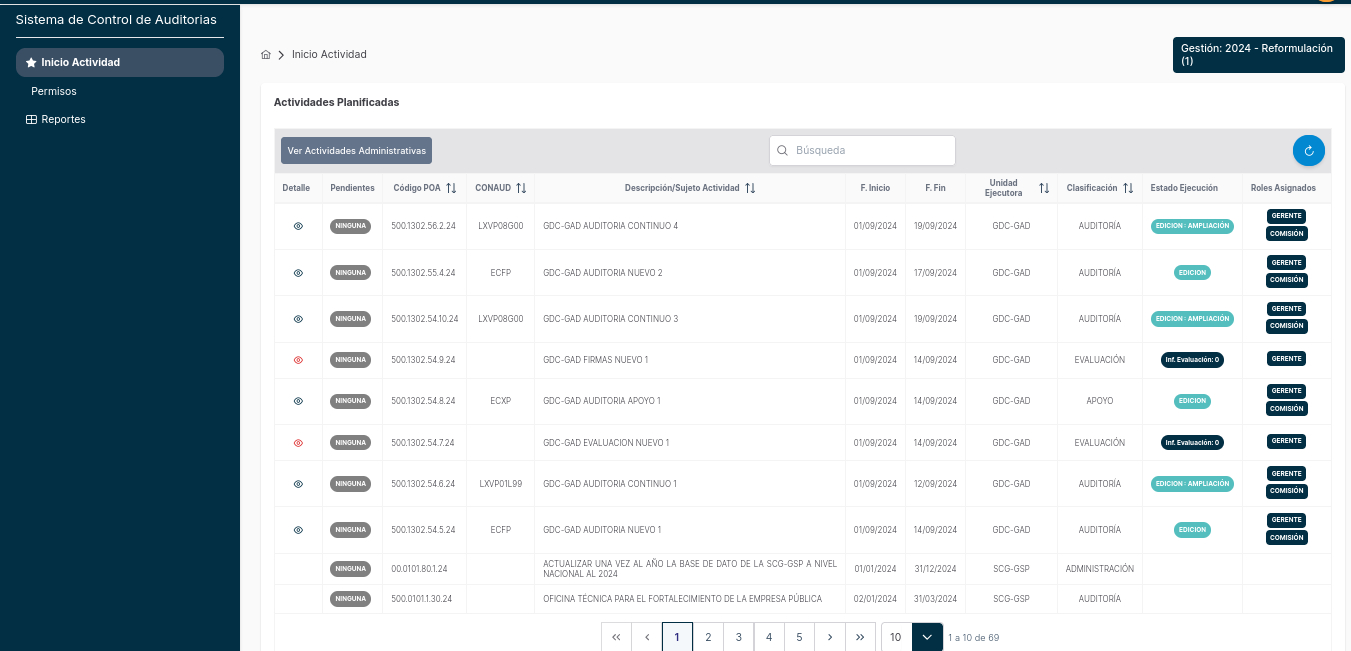 Sistema de Control de Auditorias
Inicio Actividad
Permisos
Reportes
Inicio Actividad
Gestión: 2024 - Reformulación
(1)
Actividades Planificadas
Ver Actividades Administrativas
Búsqueda
Detalle Pendientes Código POA CONAUD Descripción/Sujeto Actividad F. Inicio F. Fin Unidad Ejecutora Clasificación Estado Ejecución Roles Asignados
NINGUNA 500.1302.56.2.24 LXVP08G00 GDC-GAD AUDITORIA CONTINUO 4 01/09/2024 19/09/2024 GDC-GAD AUDITORÍA EDICION : AMPLIACIÓN GERENTE COMISIÓN
NINGUNA 500.1302.55.4.24 ECFP GDC-GAD AUDITORIA NUEVO 2 01/09/2024 17/09/2024 GDC-GAD AUDITORÍA EDICION GERENTE COMISIÓN
NINGUNA 500.1302.54.10.24 LXVP08G00 GDC-GAD AUDITORIA CONTINUO 3 01/09/2024 19/09/2024 GDC-GAD AUDITORÍA EDICION : AMPLIACIÓN GERENTE COMISIÓN
NINGUNA 500.1302.54.9.24 GDC-GAD FIRMAS NUEVO 1 01/09/2024 14/09/2024 GDC-GAD EVALUACIÓN Inf. Evaluación: 0 GERENTE
NINGUNA 500.1302.54.8.24 ECXP GDC-GAD AUDITORIA APOYO 1 01/09/2024 14/09/2024 GDC-GAD APOYO EDICION GERENTE COMISIÓN
NINGUNA 500.1302.54.7.24 GDC-GAD EVALUACION NUEVO 1 01/09/2024 14/09/2024 GDC-GAD EVALUACIÓN Inf. Evaluación: 0 GERENTE
NINGUNA 500.1302.54.6.24 LXVP01L99 GDC-GAD AUDITORIA CONTINUO 1 01/09/2024 12/09/2024 GDC-GAD AUDITORÍA EDICION : AMPLIACIÓN GERENTE COMISIÓN
NINGUNA 500.1302.54.5.24 ECFP GDC-GAD AUDITORIA NUEVO 1 01/09/2024 14/09/2024 GDC-GAD AUDITORÍA EDICION GERENTE COMISIÓN
NINGUNA 00.0101.80.1.24 ACTUALIZAR UNA VEZ AL AÑO LA BASE DE DATO DE LA SCG-GSP A NIVEL NACIONAL AL 2024 01/01/2024 31/12/2024 SCG-GSP ADMINISTRACIÓN
NINGUNA 500.0101.1.30.24 OFICINA TÉCNICA PARA EL FORTALECIMIENTO DE LA EMPRESA PÚBLICA 02/01/2024 31/03/2024 SCG-GSP AUDITORÍA
1 2 3 4 5 10 1 a 10 de 69